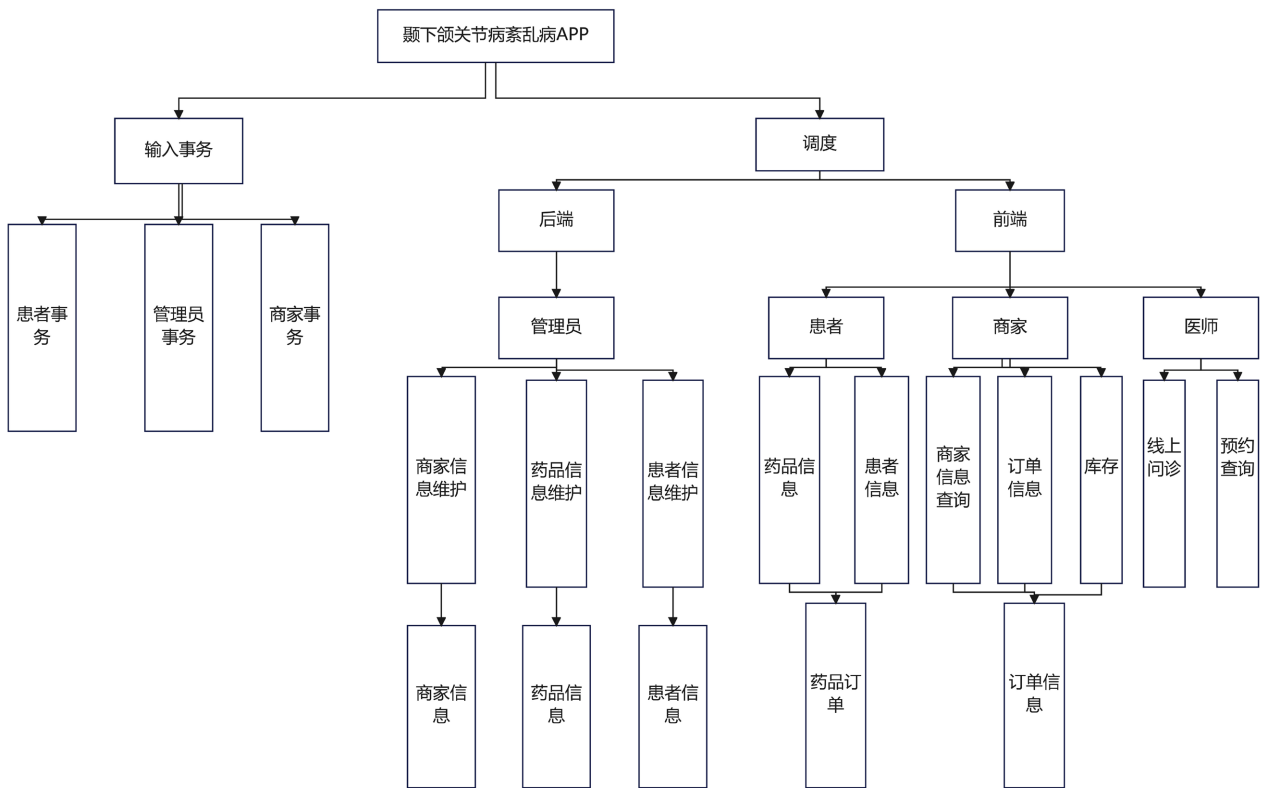 颞下颌关节病紊乱病APP
输入事务
调度
后端
前端
患者事
务
管理员
事务
商家事
务
管理员
患者
商家
医师
商家信
息维护
药品信
息维护
患者信
息维护
药品信
息
患者
信息
商家
信息
查询
订单
信息
库存
线上
问诊
预约
查询
商家信
息
药品信
息
患者信
息
药品订
单
订单信
息